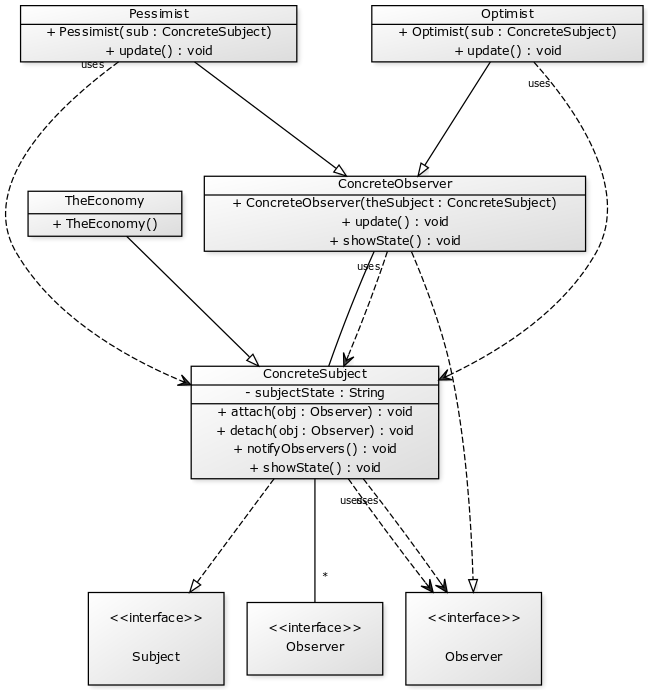 Pessimist
+ Pessimist(sub : ConcreteSubject)
+ update() : void
Optimist
+ Optimist(sub : ConcreteSubject)
+ update() : void
uses
uses
ConcreteObserver
+ ConcreteObserver(theSubject : ConcreteSubject)
+ update() : void
+ showState() : void
TheEconomy
+ TheEconomy()
uses
ConcreteSubject
- subjectState : String
+ attach(obj : Observer) : void
+ detach(obj : Observer) : void
+ notifyObservers() : void
+ showState() : void
uses
uses
*
<<interface>>
Subject
<<interface>>
Observer
<<interface>>
Observer